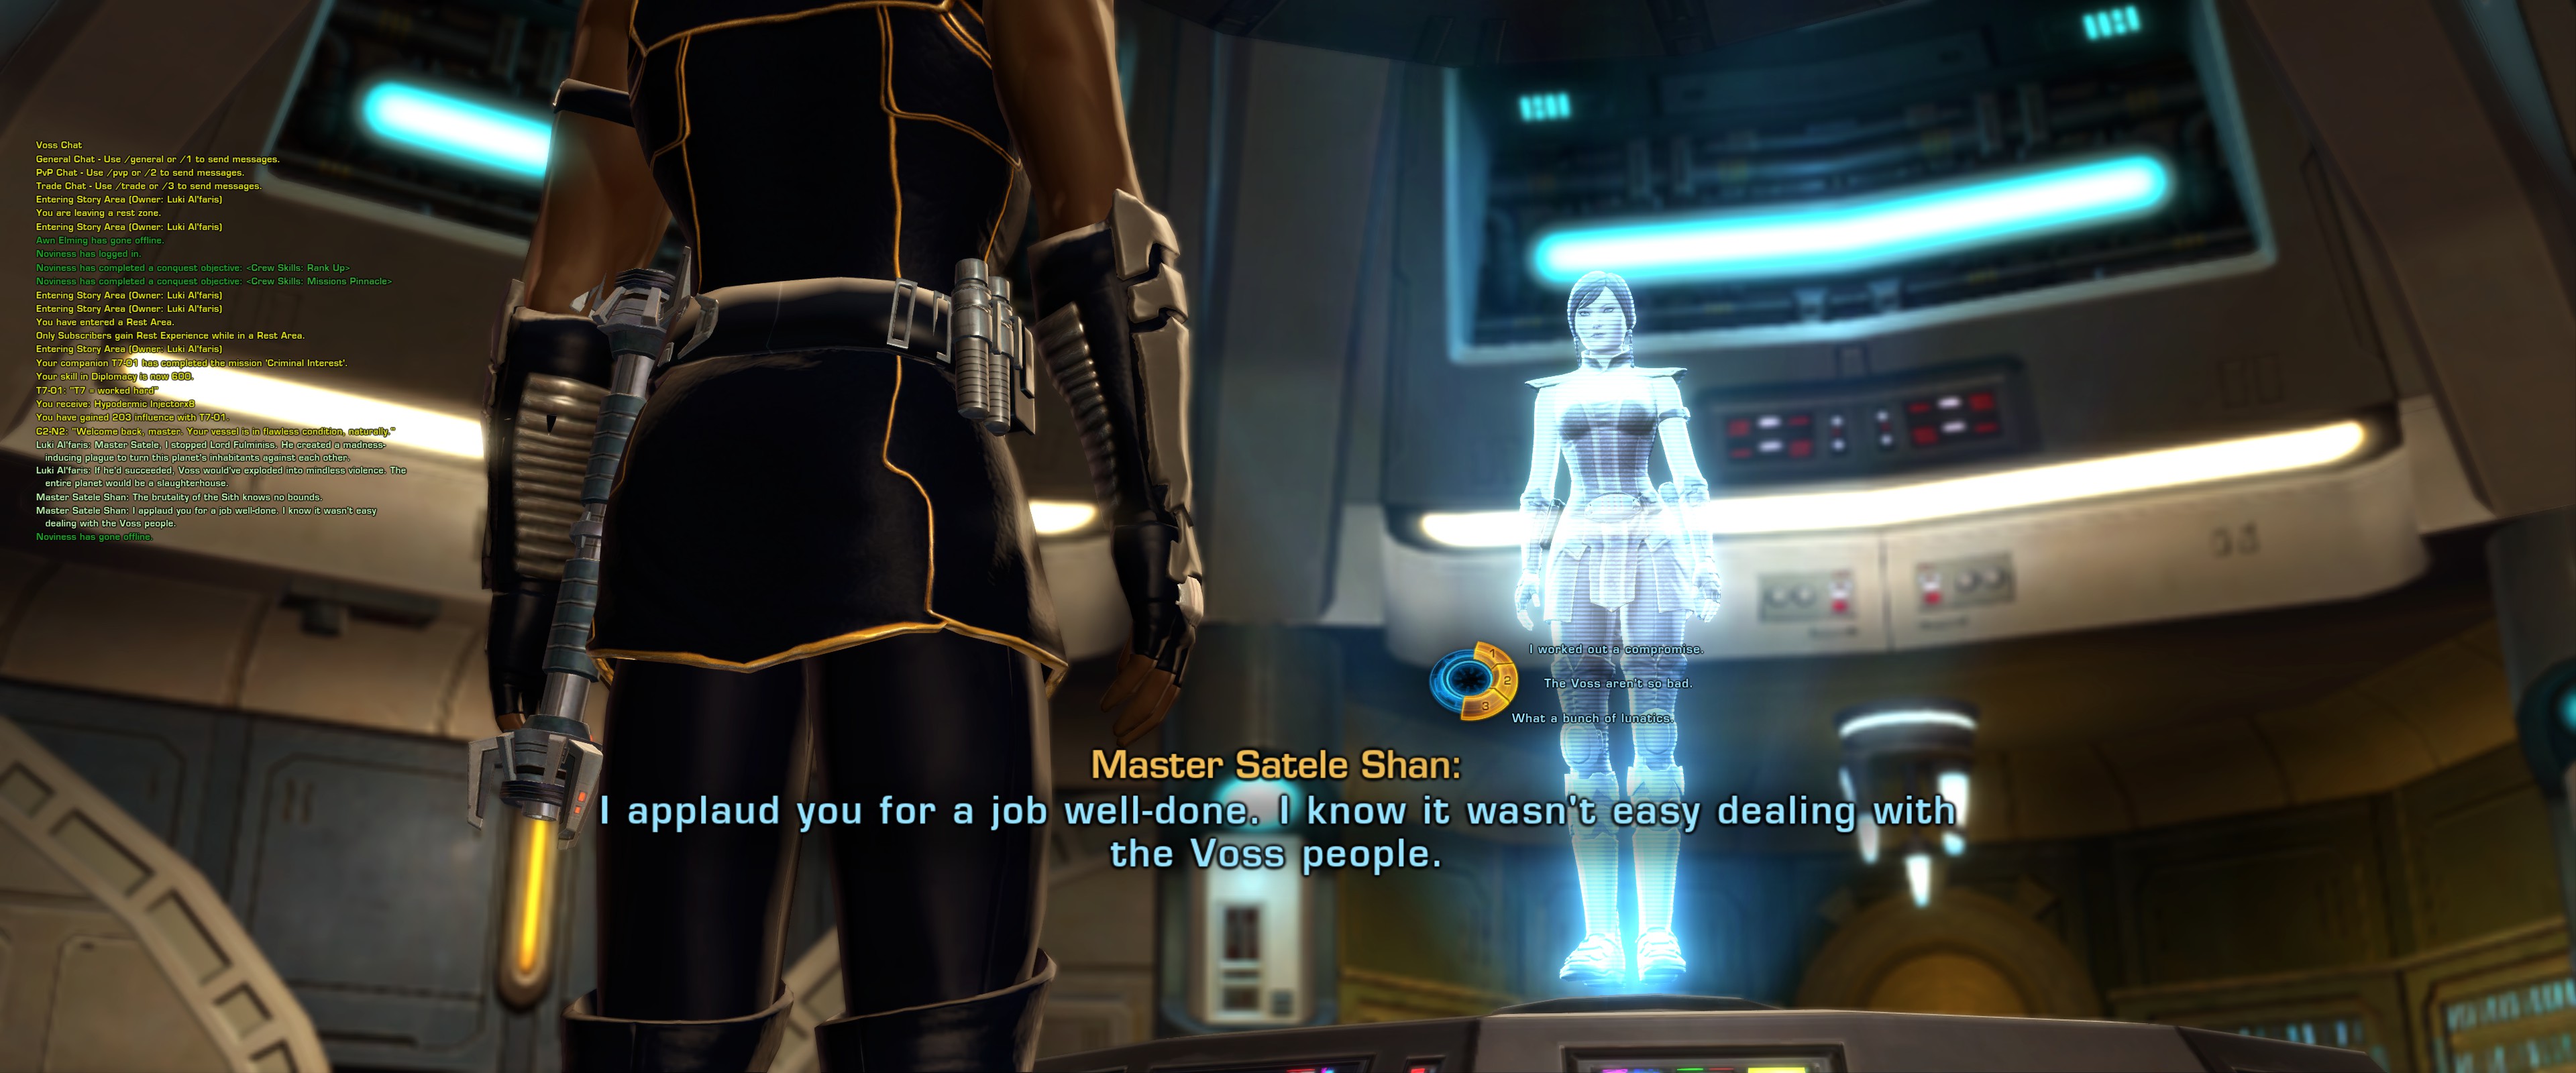 Voss Chat
General Chat - Use /general or /1 to send messages.
PvP Chat - Use /pvp or /2 to send messages.
Trade Chat - Use /trade or /3 to send messages.
Entering Story Area (Owner: Luki Al'faris)
You are leaving a rest zone.
Entering Story Area (Owner: Luki Al'faris)
Awn Elming has gone offline.
Noviness has logged in.
Noviness has completed a conquest objective: <Crew Skills: Rank Up>
Noviness has completed a conquest objective: <Crew Skills: Missions Pinnacle>
Entering Story Area (Owner: Luki Al'faris)
Entering Story Area (Owner: Luki Al'faris)
You have entered a Rest Area.
Only Subscribers gain Rest Experience while in a Rest Area.
Entering Story Area (Owner: Luki Al'faris)
Your companion T7-01 has completed the mission 'Criminal Interest'.
Your skill in Diplomacy is now 600.
T7-01: "T7 = worked hard"
You receive: Hypodermic Injectorx8
You have gained 203 influence with T7-01.
C2-N2: "Welcome back, master. Your vessel is in flawless condition, naturally."
Luki Al'faris: Master Satele, I stopped Lord Fulminiss. He created a madness-
inducing plague to turn this planet's inhabitants against each other.
Luki Al'faris: If he'd succeeded, Voss would've exploded into mindless violence. The
entire planet would be a slaughterhouse.
Master Satele Shan: The brutality of the Sith knows no bounds.
Master Satele Shan: I applaud you for a job well-done. I know it wasn't easy
dealing with the Voss people.
Noviness has gone offline.
1 I worked out a compromise.
2 The Voss aren't so bad.
3 What a bunch of lunatics.
Master Satele Shan:
I applaud you for a job well-done. I know it wasn't easy dealing with
the Voss people.